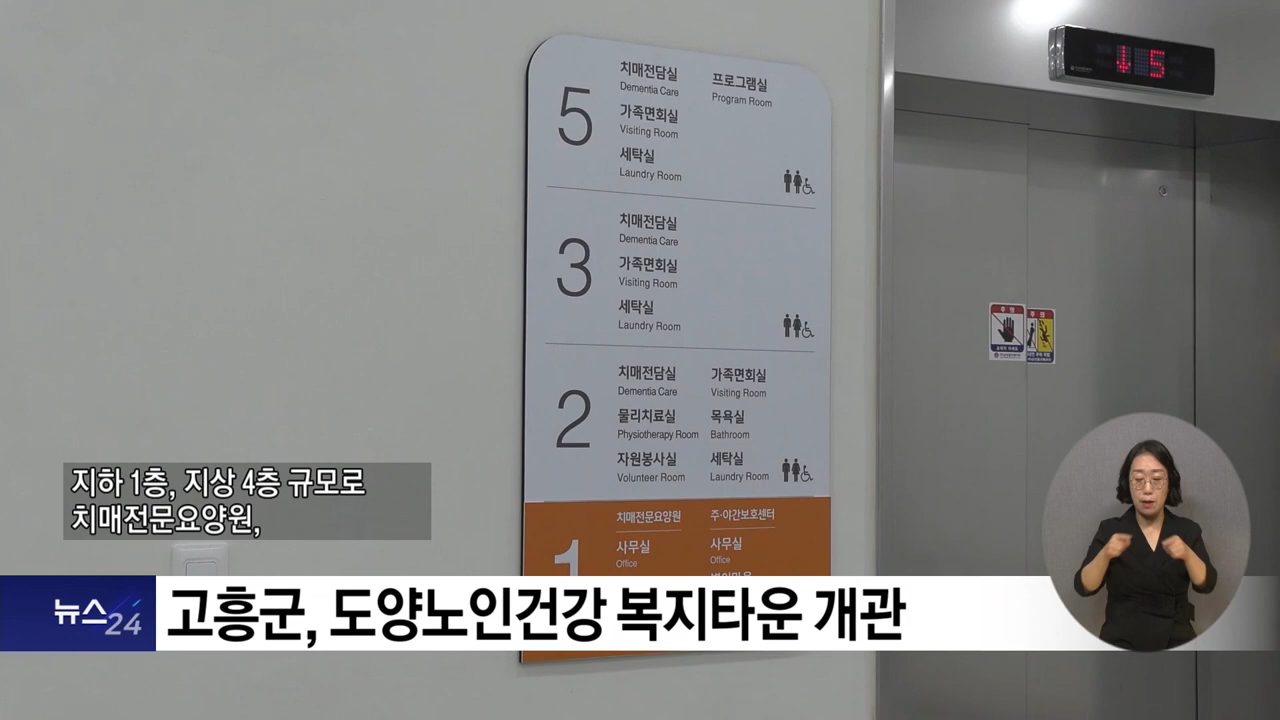 5
치매전담실
Dementia Care
프로그램실
Program Room
가족면회실
Visiting Room
세탁실
Laundry Room
3
치매전담실
Dementia Care
가족면회실
Visiting Room
세탁실
Laundry Room
2
치매전담실
Dementia Care
가족면회실
Visiting Room
물리치료실
Physiotherapy Room
목욕실
Bathroom
자원봉사실
Volunteer Room
세탁실
Laundry Room
1
치매전문요양원
주·야간보호센터
사무실
Office
사무실
Office
5
주의
주의
지하 1층, 지상 4층 규모로
치매전문요양원,
뉴스
24
고흥군, 도양노인건강 복지타운 개관